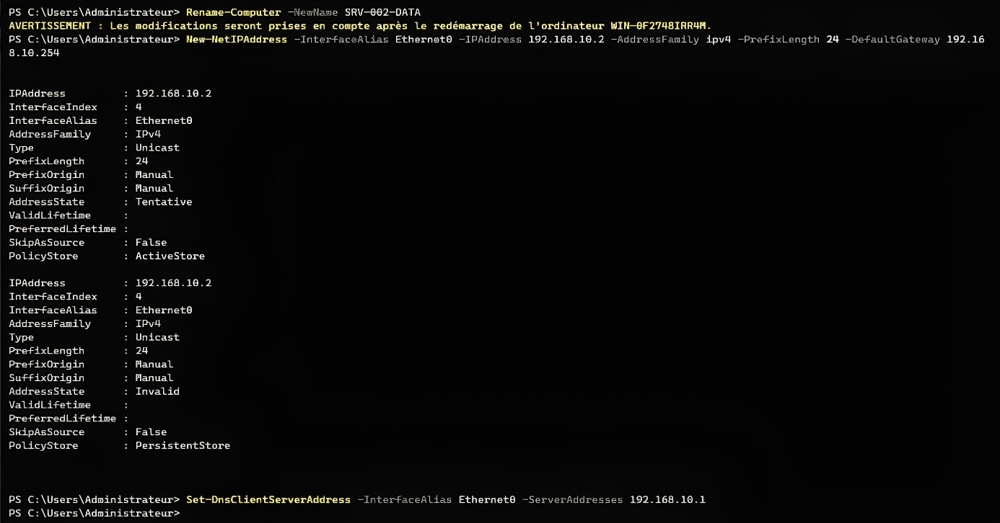 PS C:\Users\Administrateur> Rename-Computer -NewName SRV-002-DATA
AVERTISSEMENT : Les modifications seront prises en compte après le redémarrage de l'ordinateur WIN-0F2748IRR4M.
PS C:\Users\Administrateur> New-NetIPAddress -InterfaceAlias Ethernet0 -IPAddress 192.168.10.2 -AddressFamily ipv4 -PrefixLength 24 -DefaultGateway 192.16
8.10.254
IPAddress : 192.168.10.2
InterfaceIndex : 4
InterfaceAlias : Ethernet0
AddressFamily : IPv4
Type : Unicast
PrefixLength : 24
PrefixOrigin : Manual
SuffixOrigin : Manual
AddressState : Tentative
ValidLifetime :
PreferredLifetime :
SkipAsSource : False
PolicyStore : ActiveStore
IPAddress : 192.168.10.2
InterfaceIndex : 4
InterfaceAlias : Ethernet0
AddressFamily : IPv4
Type : Unicast
PrefixLength : 24
PrefixOrigin : Manual
SuffixOrigin : Manual
AddressState : Invalid
ValidLifetime :
PreferredLifetime :
SkipAsSource : False
PolicyStore : PersistentStore
PS C:\Users\Administrateur> Set-DnsClientServerAddress -InterfaceAlias Ethernet0 -ServerAddresses 192.168.10.1
PS C:\Users\Administrateur>